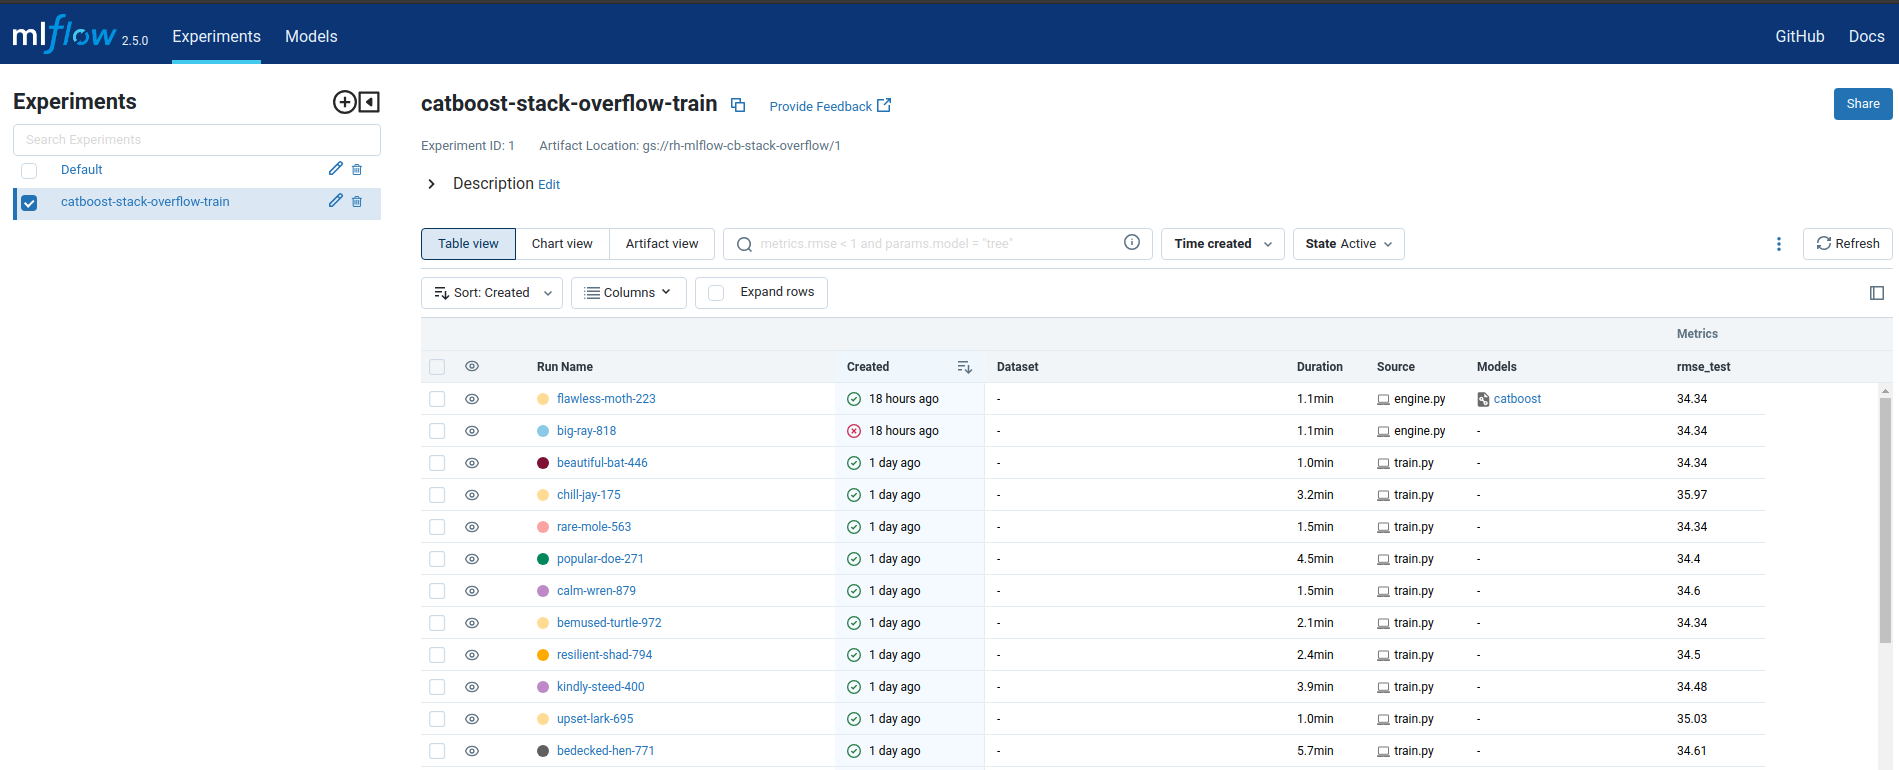 mlflow 2.5.0 Experiments Models GitHub Docs
Experiments
Search Experiments
Default
catboost-stack-overflow-train
catboost-stack-overflow-train Provide Feedback Share
Experiment ID: 1 Artifact Location: gs://rh-mlflow-cb-stack-overflow/1
Description Edit
Table view Chart view Artifact view metrics.rmse < 1 and params.model = "tree" Time created State Active Refresh
Sort: Created Columns Expand rows
Metrics
Run Name Created Dataset Duration Source Models rmse_test
flawless-moth-223 18 hours ago - 1.1min engine.py catboost 34.34
big-ray-818 18 hours ago - 1.1min engine.py - 34.34
beautiful-bat-446 1 day ago - 1.0min train.py - 34.34
chill-jay-175 1 day ago - 3.2min train.py - 35.97
rare-mole-563 1 day ago - 1.5min train.py - 34.34
popular-doe-271 1 day ago - 4.5min train.py - 34.4
calm-wren-879 1 day ago - 1.5min train.py - 34.6
bemused-turtle-972 1 day ago - 2.1min train.py - 34.34
resilient-shad-794 1 day ago - 2.4min train.py - 34.5
kindly-steed-400 1 day ago - 3.9min train.py - 34.48
upset-lark-695 1 day ago - 1.0min train.py - 35.03
bedecked-hen-771 1 day ago - 5.7min train.py - 34.61